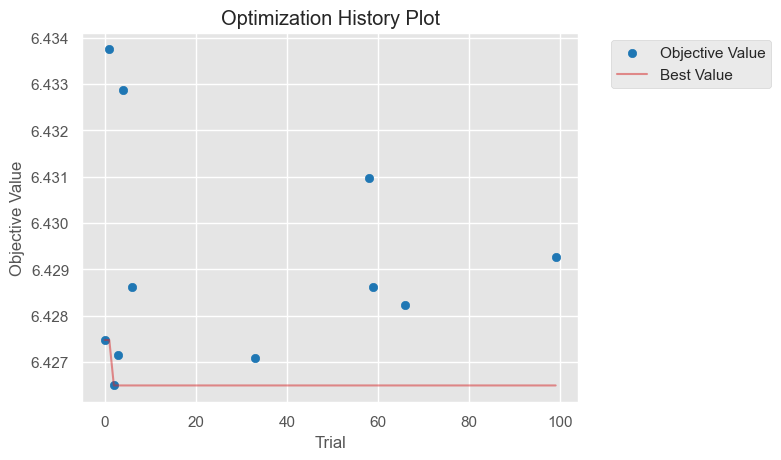 Optimization History Plot
Objective Value
Best Value
6.434
6.433
6.432
6.431
6.430
6.429
6.428
6.427
Objective Value
0
20
40
60
80
100
Trial